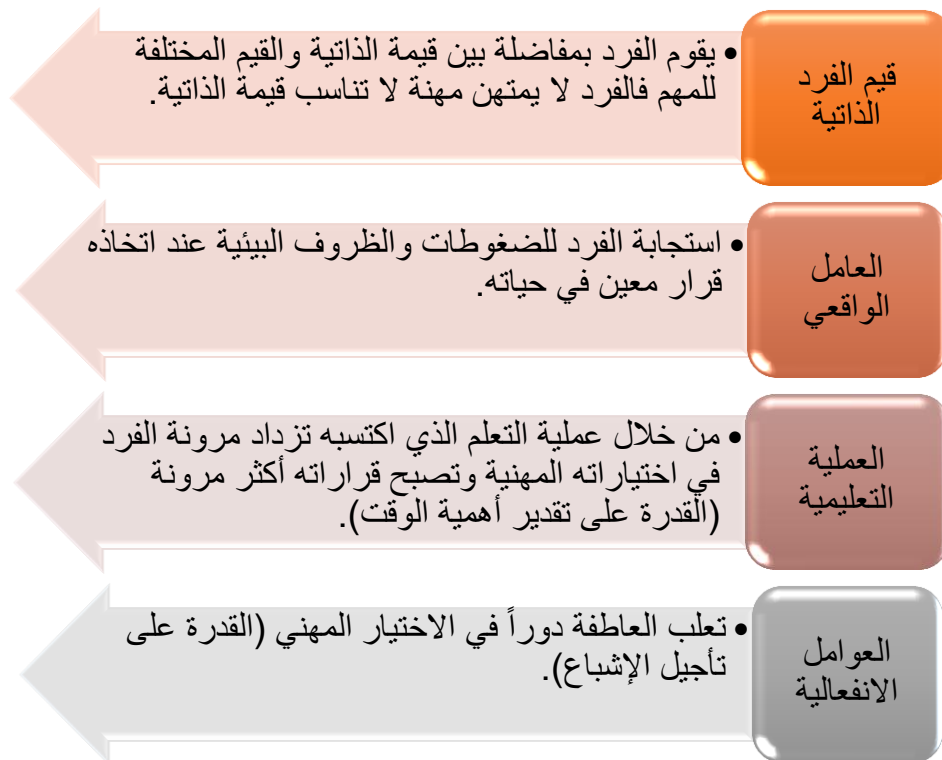 قيم الفرد
الذاتية
• يقوم الفرد بمفاضلة بين قيمة الذاتية والقيم المختلفة
للمهم فالفرد لا يمتهن مهنة لا تناسب قيمة الذاتية.
العامل
الواقعي
• استجابة الفرد للضغوطات والظروف البيئية عند اتخاذه
قرار معين في حياته.
العملية
التعليمية
• من خلال عملية التعلم الذي اكتسبه تزداد مرونة الفرد
في اختياراته المهنية وتصبح قراراته أكثر مرونة
(القدرة على تقدير أهمية الوقت).
العوامل
الانفعالية
• تعلب العاطفة دوراً في الاختيار المهني (القدرة على
تأجيل الإشباع).